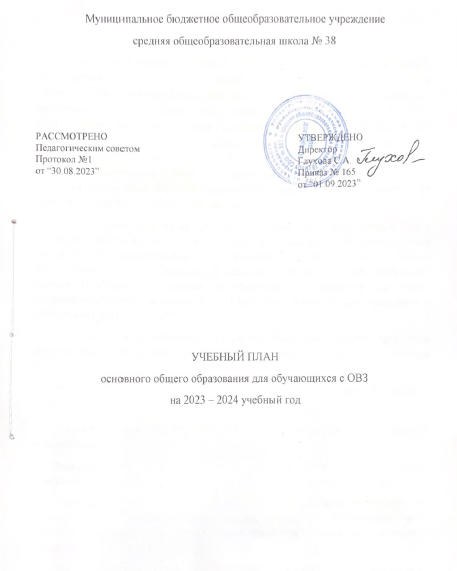 Муниципальное бюджетное общеобразовательное учреждение
средняя общеобразовательная школа № 38
РАССМОТРЕНО
Педагогическим советом
Протокол №1
от "30.08.2023"
УТВЕРЖДЕНО
Директор
Глухова С.А.
Приказ № 165
от "01.09.2023"
УЧЕБНЫЙ ПЛАН
основного общего образования для обучающихся с ОВЗ
на 2023 – 2024 учебный год